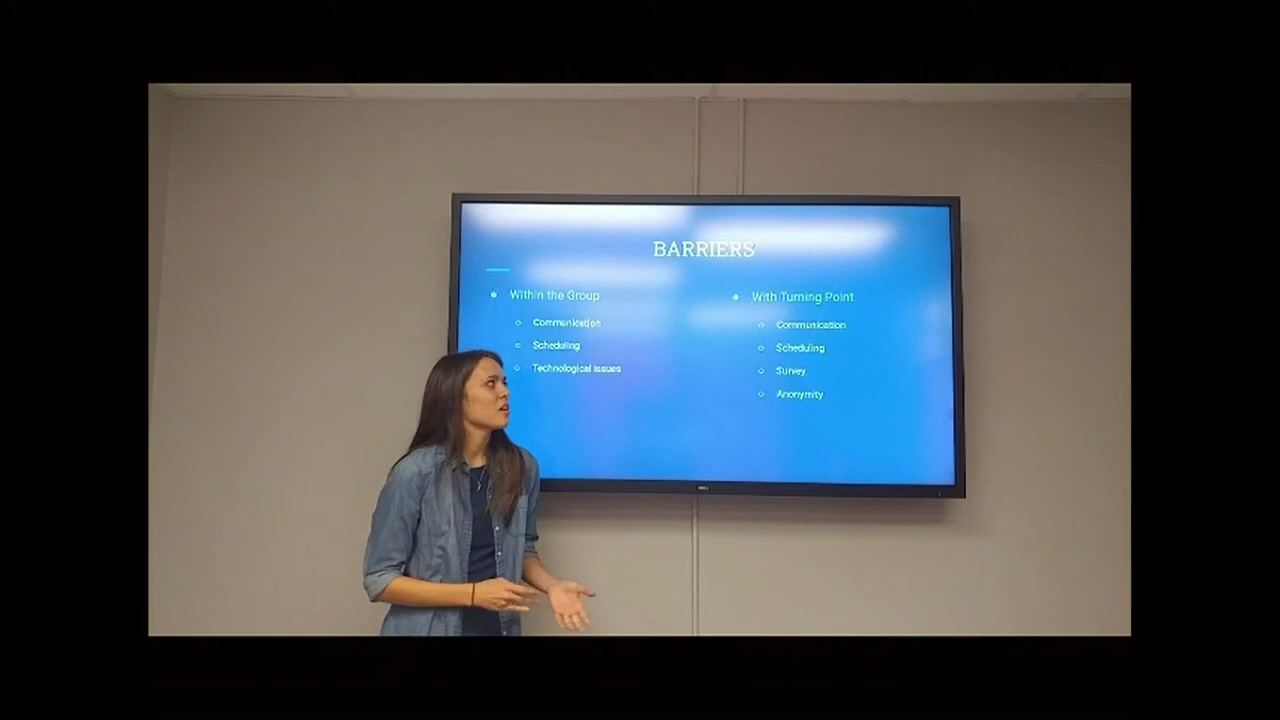 BARRIERS
Within the Group
Communication
Scheduling
Technological Issues
With Turning Point
Communication
Scheduling
Survey
Anonymity